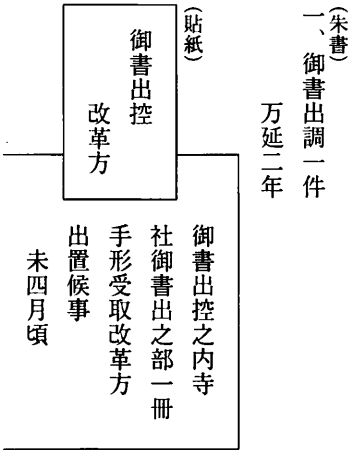 (朱書)
一、御書出調一件
万延二年
(貼紙)
御書出控
改革方
御書出控之内寺
社御書出之部一冊
手形受取改革方
出置候事
未四月頃